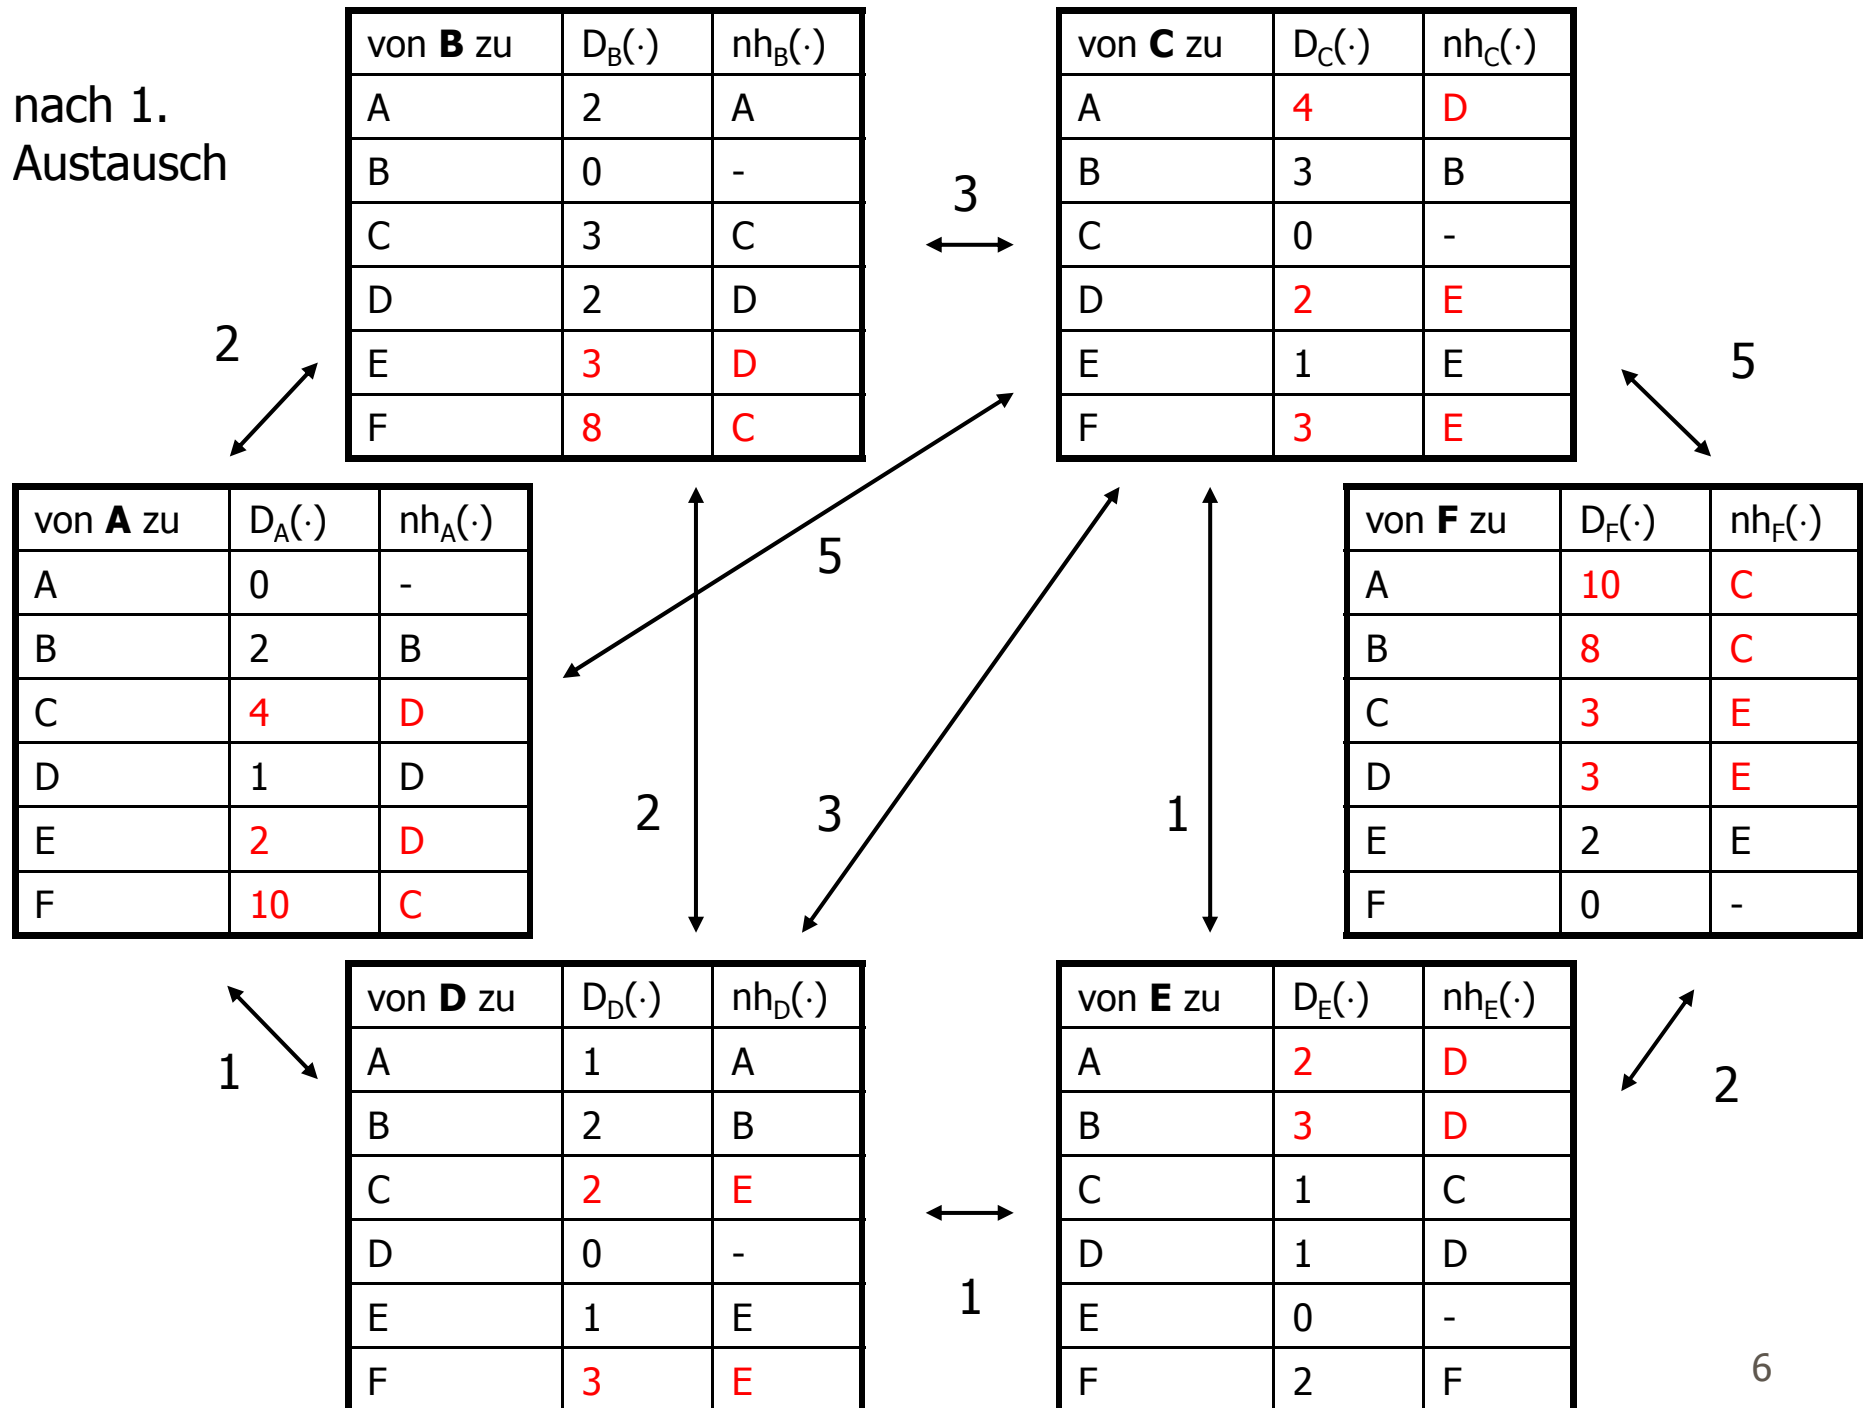 nach 1.
Austausch
von B zu D_B(·) nh_B(·)
A 2 A
B 0 -
C 3 C
D 2 D
E 3 D
F 8 C
3
von C zu D_C(·) nh_C(·)
A 4 D
B 3 B
C 0 -
D 2 E
E 1 E
F 3 E
2
5
von A zu D_A(·) nh_A(·)
A 0 -
B 2 B
C 4 D
D 1 D
E 2 D
F 10 C
5
2
3
1
von F zu D_F(·) nh_F(·)
A 10 C
B 8 C
C 3 E
D 3 E
E 2 E
F 0 -
1
von D zu D_D(·) nh_D(·)
A 1 A
B 2 B
C 2 E
D 0 -
E 1 E
F 3 E
1
von E zu D_E(·) nh_E(·)
A 2 D
B 3 D
C 1 C
D 1 D
E 0 -
F 2 F
2
6